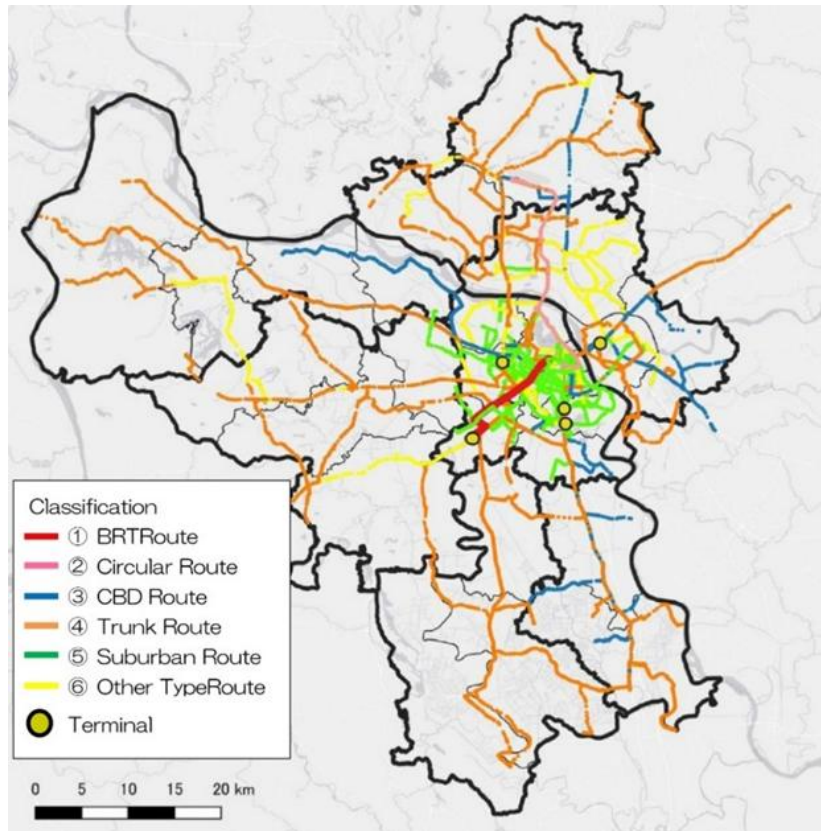 Classification
① BRTRoute
② Circular Route
③ CBD Route
④ Trunk Route
⑤ Suburban Route
⑥ Other TypeRoute
Terminal
0 5 10 15 20 km